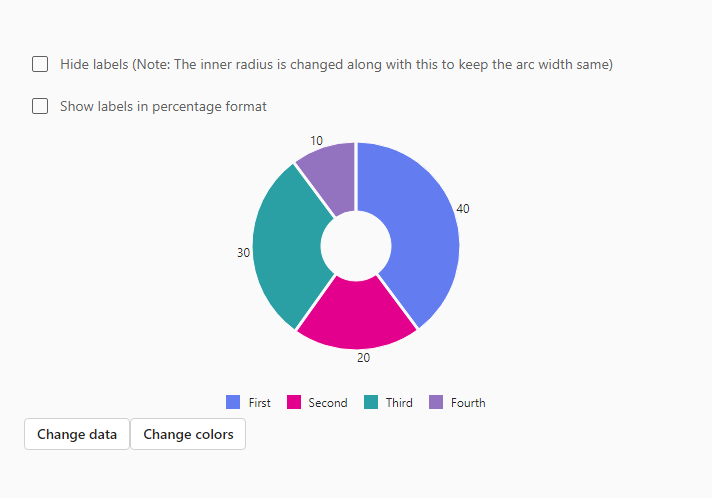 Hide labels (Note: The inner radius is changed along with this to keep the arc width same)
Show labels in percentage format
10
40
30
20
First Second Third Fourth
Change data Change colors